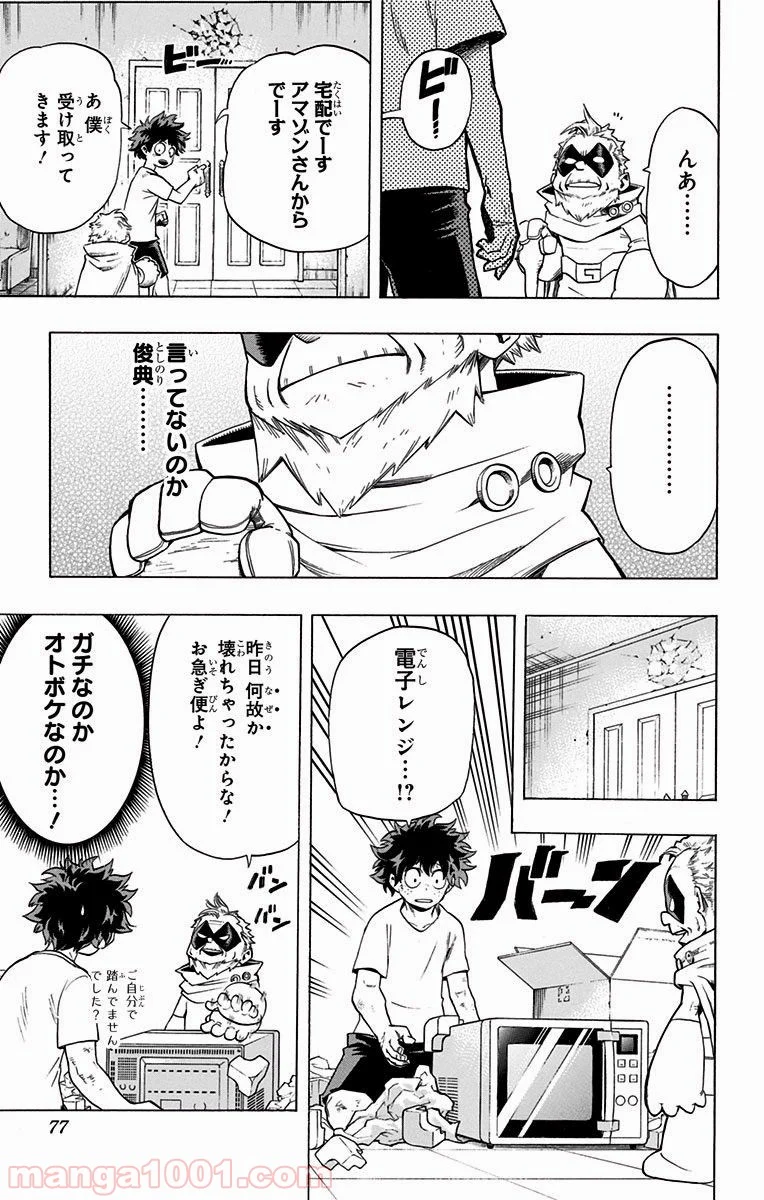 んあ……
ビー！
宅配でーす
アマゾンさんから
でーす
ビー
あ 僕
受け取って
きます！
…………
言ってないのか
俊典………
電子レンジ…!?
バーン
昨日 何故か
壊れちゃったからな！
お急ぎ便よ！
バン
バン
ご自分で
踏んでません
でした？
ガチなのか
オトボケなのか…！
G
77
manga1001.com